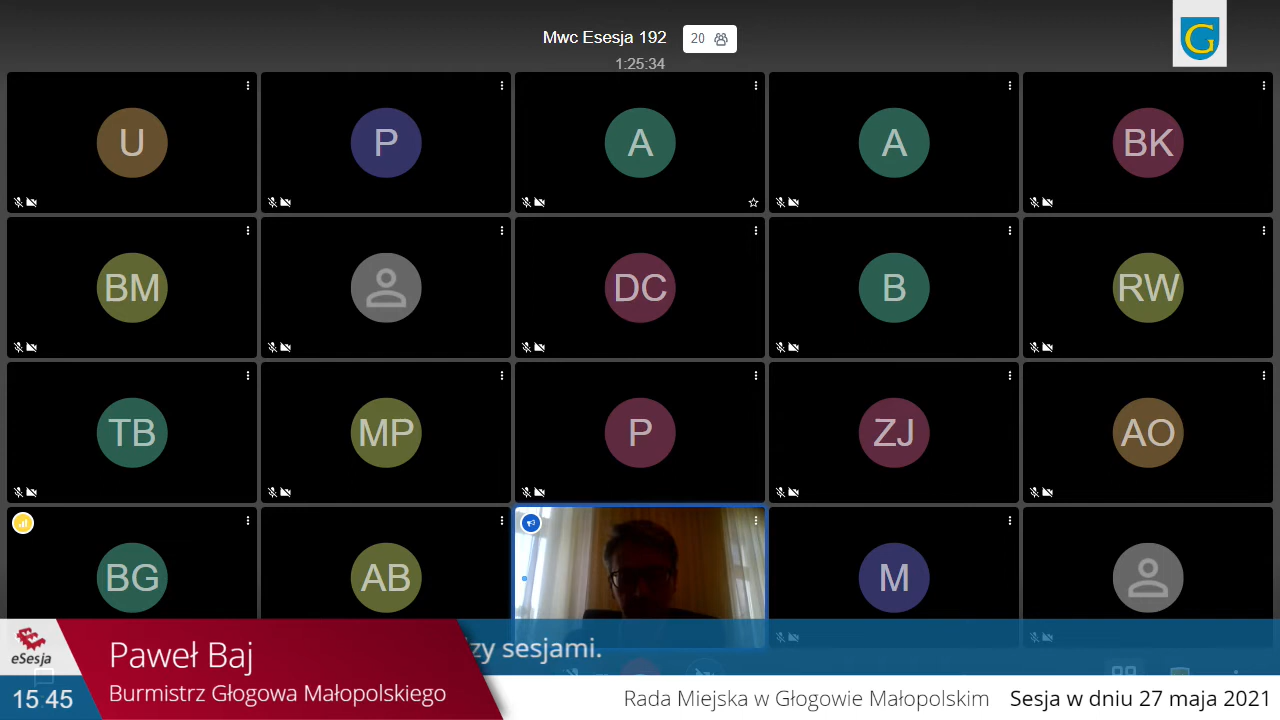 Mwc Esesja 192 20
1:25:34
G
U P A A BK
BM DC B RW
TB MP P ZJ AO
BG AB M
zy sesjami.
eSesja
Paweł Baj
Burmistrz Głogowa Małopolskiego
15:45
Rada Miejska w Głogowie Małopolskim Sesja w dniu 27 maja 2021